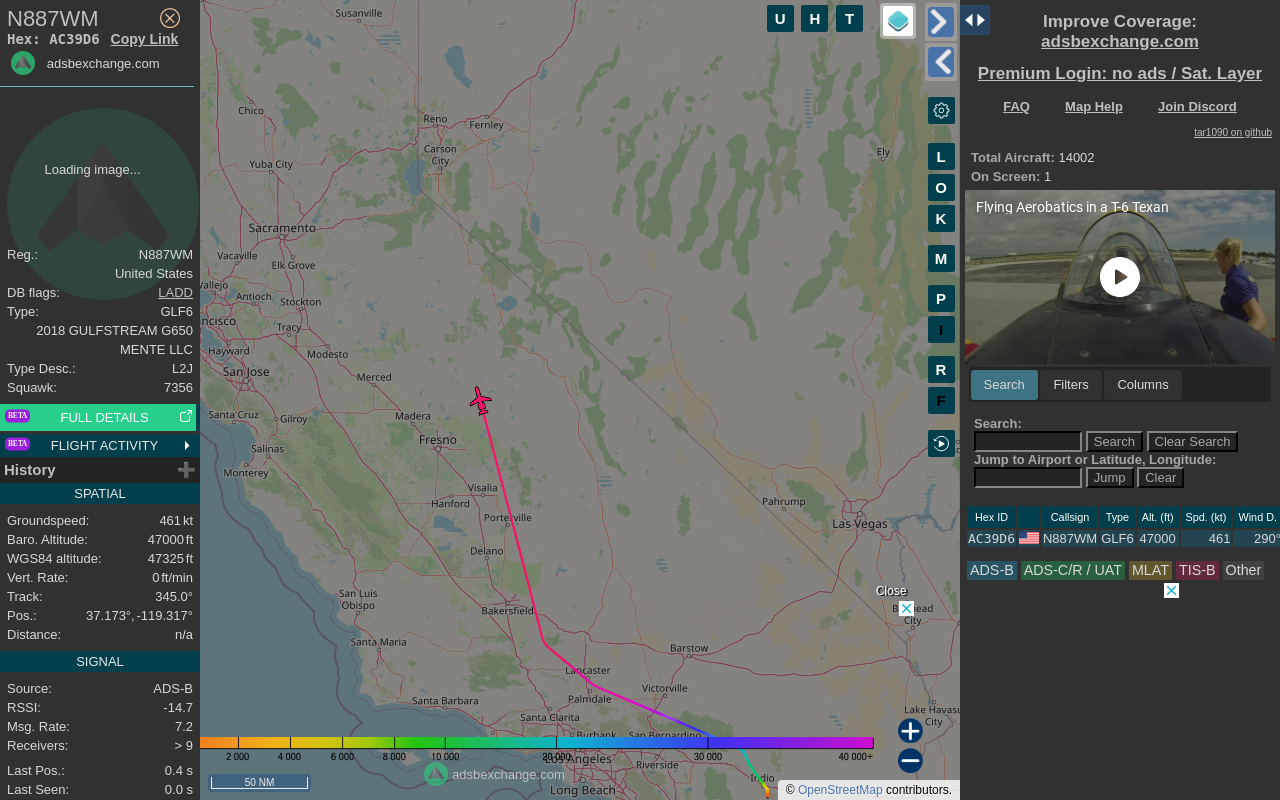 N887WM
Hex: AC39D6 Copy Link
adsbexchange.com
Loading image...
Reg.: N887WM
United States
DB flags: LADD
Type: GLF6
2018 GULFSTREAM G650
MENTE LLC
Type Desc.: L2J
Squawk: 7356
BETA FULL DETAILS
BETA FLIGHT ACTIVITY
History
SPATIAL
Groundspeed: 461 kt
Baro. Altitude: 47000 ft
WGS84 altitude: 47325 ft
Vert. Rate: 0 ft/min
Track: 345.0°
Pos.: 37.173°, -119.317°
Distance: n/a
SIGNAL
Source: ADS-B
RSSI: -14.7
Msg. Rate: 7.2
Receivers: > 9
Last Pos.: 0.4 s
Last Seen: 0.0 s
Susanville
Chico
Reno
Fernley
Carson
City
Yuba City
Ely
Sacramento
Vacaville
Elk Grove
Vallejo
Antioch
Stockton
ncisco
Tracy
Hayward
Modesto
San Jose
Merced
Santa Cruz
Gilroy
Madera
Fresno
Salinas
Monterey
Visalia
Hanford
Porterville
Pahrump
Las Vegas
Delano
San Luis
Obispo
Bakersfield
Santa Maria
Barstow
Lancaster
Victorville
Palmdale
Santa Barbara
Santa Clarita
Lake Havasu
City
Burbank
San Bernardino
Los Angeles
Riverside
Indio
Long Beach
Close
head
City
2 000 4 000 6 000 8 000 10 000 20 000 30 000 40 000+
adsbexchange.com
50 NM
© OpenStreetMap contributors.
U H T
L
O
K
M
P
I
R
F
Improve Coverage:
adsbexchange.com
Premium Login: no ads / Sat. Layer
FAQ Map Help Join Discord
tar1090 on github
Total Aircraft: 14002
On Screen: 1
Flying Aerobatics in a T-6 Texan
Search Filters Columns
Search:
Search Clear Search
Jump to Airport or Latitude, Longitude:
Jump Clear
Hex ID Callsign Type Alt. (ft) Spd. (kt) Wind D.
AC39D6 N887WM GLF6 47000 461 290°
ADS-B ADS-C/R / UAT MLAT TIS-B Other